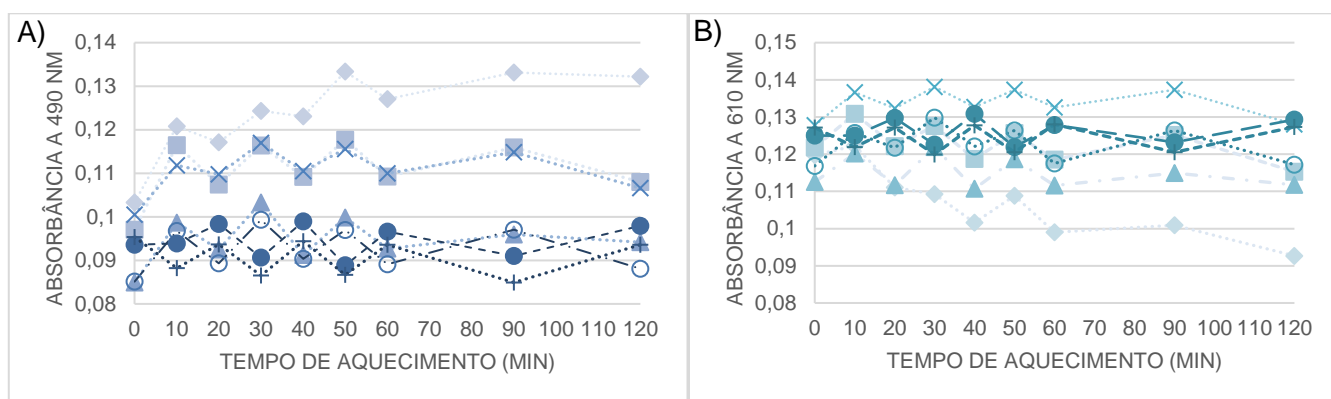 A)
ABSORBÂNCIA A 490 NM
0,14
0,13
0,12
0,11
0,1
0,09
0,08
0 10 20 30 40 50 60 70 80 90 100 110 120
TEMPO DE AQUECIMENTO (MIN)
B)
ABSORBÂNCIA A 610 NM
0,15
0,14
0,13
0,12
0,11
0,1
0,09
0,08
0 10 20 30 40 50 60 70 80 90 100 110 120
TEMPO DE AQUECIMENTO (MIN)